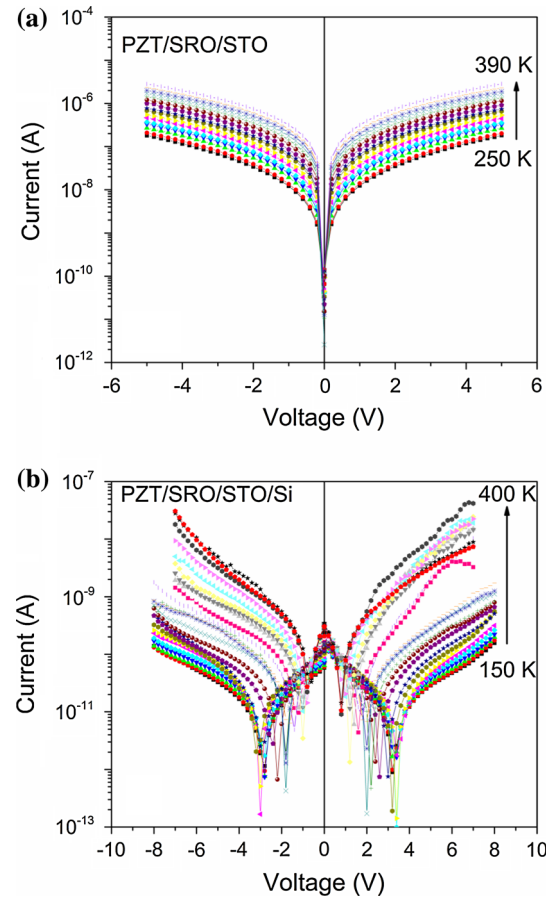 (a)
10⁻⁴
PZT/SRO/STO
390 K
10⁻⁶
250 K
10⁻⁸
10⁻¹⁰
10⁻¹²
Current (A)
-6 -4 -2 0 2 4 6
Voltage (V)
(b)
10⁻⁷
PZT/SRO/STO/Si
400 K
10⁻⁹
150 K
10⁻¹¹
10⁻¹³
Current (A)
-10 -8 -6 -4 -2 0 2 4 6 8 10
Voltage (V)